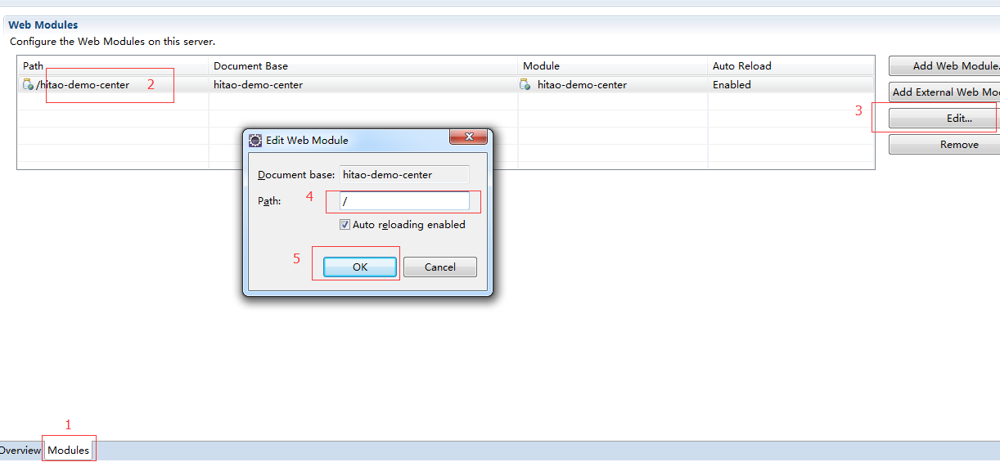 Web Modules
Configure the Web Modules on this server.
Path Document Base Module Auto Reload
/hitao-demo-center 2 hitao-demo-center hitao-demo-center Enabled
Add Web Module.
Add External Web Mod
3 Edit...
Remove
Edit Web Module
Document base: hitao-demo-center
Path: 4 /
Auto reloading enabled
5 OK Cancel
1
Overview Modules